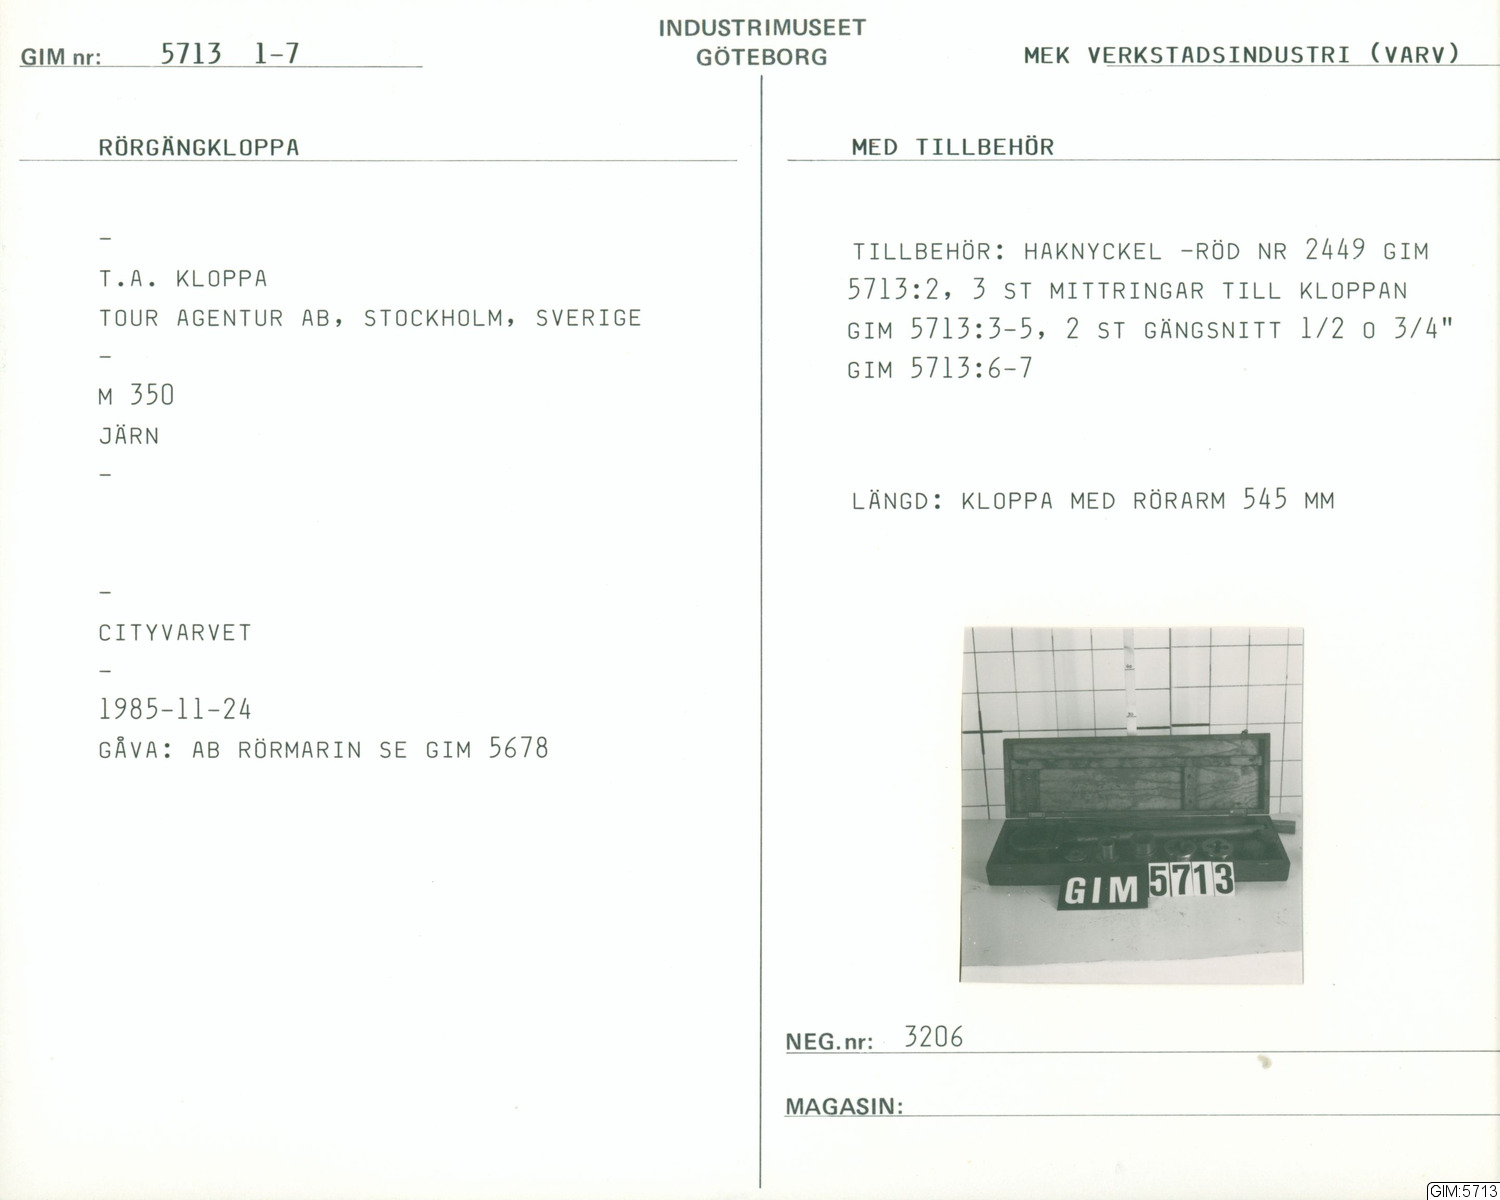 INDUSTRIMUSEET
GÖTEBORG
GIM nr: 5713 1-7
MEK VERKSTADSINDUSTRI (VARV)
RÖRGÄNGKLOPPA
–
T.A. KLOPPA
TOUR AGENTUR AB, STOCKHOLM, SVERIGE
–
M 350
JÄRN
–
–
CITYVARVET
–
1985-11-24
GÅVA: AB RÖRMARIN SE GIM 5678
MED TILLBEHÖR
TILLBEHÖR: HAKNYCKEL -RÖD NR 2449 GIM
5713:2, 3 ST MITTRINGAR TILL KLOPPAN
GIM 5713:3-5, 2 ST GÄNGSNITT 1/2 O 3/4"
GIM 5713:6-7
LÄNGD: KLOPPA MED RÖRARM 545 MM
GIM 5713
NEG.nr: 3206
MAGASIN:
GIM:5713